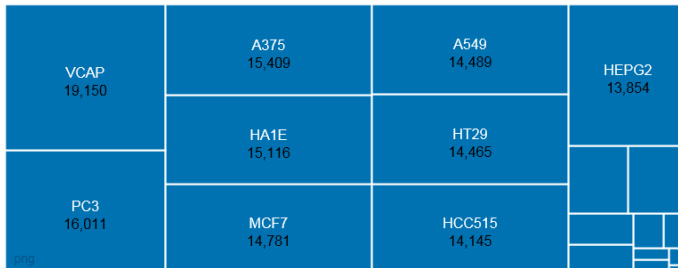 VCAP
19,150
PC3
16,011
A375
15,409
HA1E
15,116
MCF7
14,781
A549
14,489
HT29
14,465
HCC515
14,145
HEPG2
13,854
png